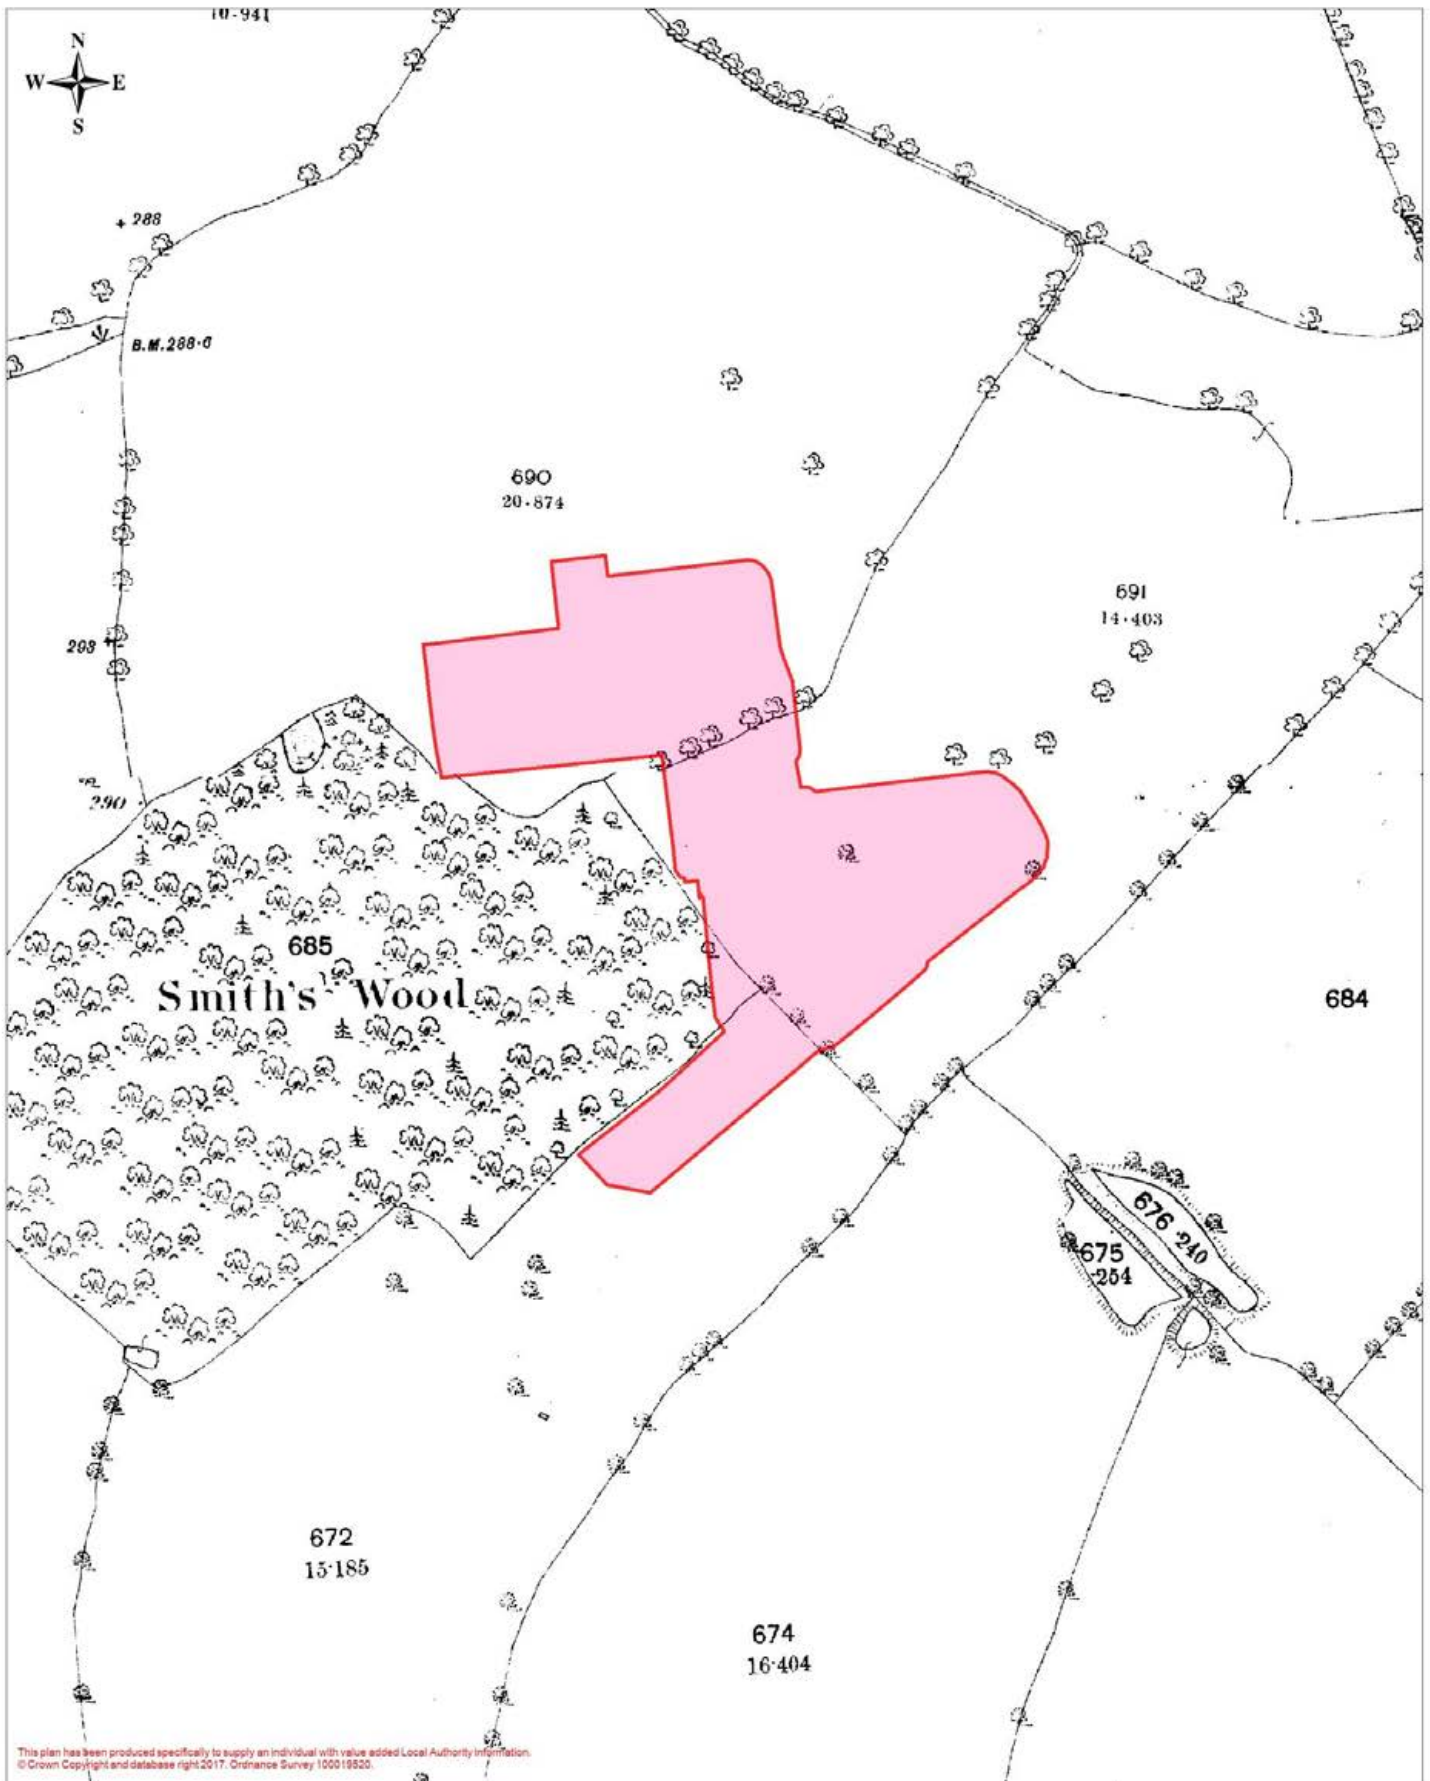 10·941
N
W E
S
+ 288
B.M.288·6
690
20·874
691
14·403
293
290
685
Smith's Wood
684
676 ·240
675
·254
672
15·185
674
16·404
This plan has been produced specifically to supply an individual with value added Local Authority information.
© Crown Copyright and database right 2017. Ordnance Survey 100019520.